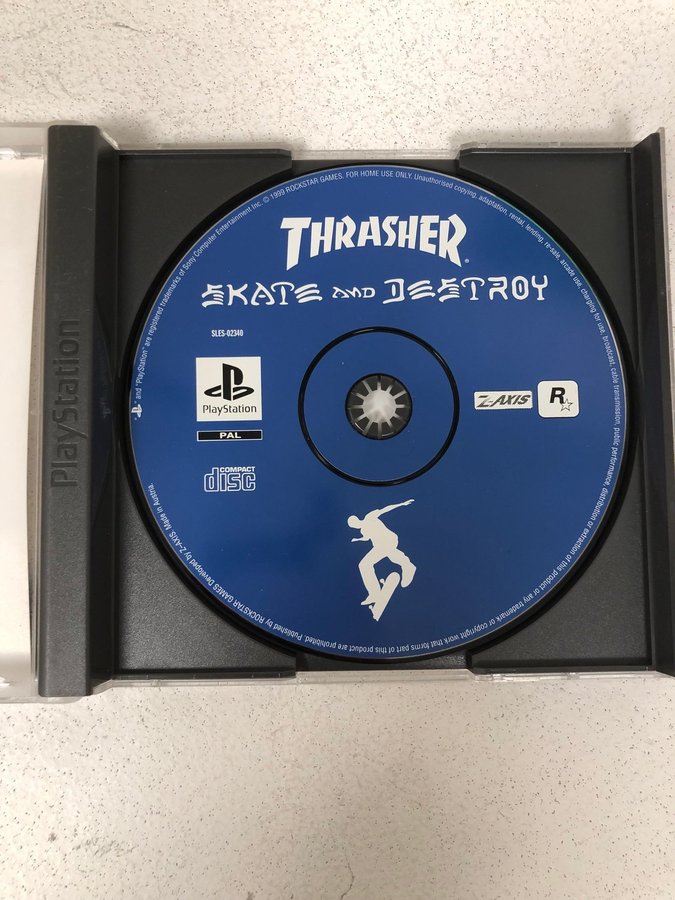 THRASHER
SKATE AND DESTROY
SLES-02340
PlayStation
PAL
COMPACT
disc
Z-AXIS
R
PlayStation
and "PlayStation" are registered trademarks of Sony Computer Entertainment Inc. © 1999 ROCKSTAR GAMES. FOR HOME USE ONLY. Unauthorised copying, adaptation, rental, lending, re-sale, arcade use, charging for use, broadcast, cable transmission, public performance, distribution or extraction of this product or any trademark or copyright work that forms part of this product are prohibited. Published by ROCKSTAR GAMES Developed by Z-AXIS. Made in Austria.